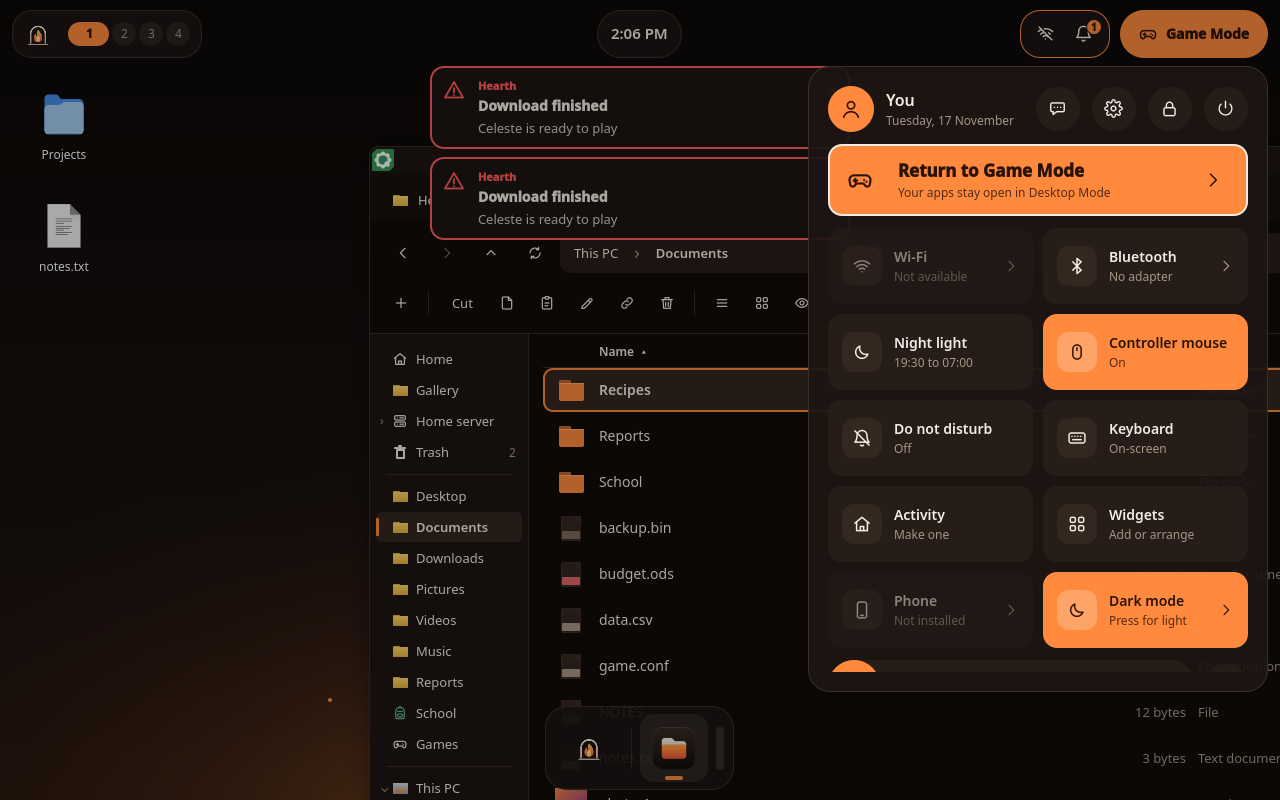 1 2 3 4
2:06 PM
1
Game Mode
Projects
notes.txt
Hearth
Download finished
Celeste is ready to play
Hearth
Download finished
Celeste is ready to play
You
Tuesday, 17 November
Return to Game Mode
Your apps stay open in Desktop Mode
Wi-Fi
Not available
Bluetooth
No adapter
Night light
19:30 to 07:00
Controller mouse
On
Do not disturb
Off
Keyboard
On-screen
Activity
Make one
Widgets
Add or arrange
Phone
Not installed
Dark mode
Press for light
This PC › Documents
Cut
Home
Gallery
Home server
Trash 2
Desktop
Documents
Downloads
Pictures
Videos
Music
Reports
School
Games
This PC
Name
Recipes
Reports
School
backup.bin
budget.ods
data.csv
game.conf
NOTES
12 bytes File
3 bytes Text docume